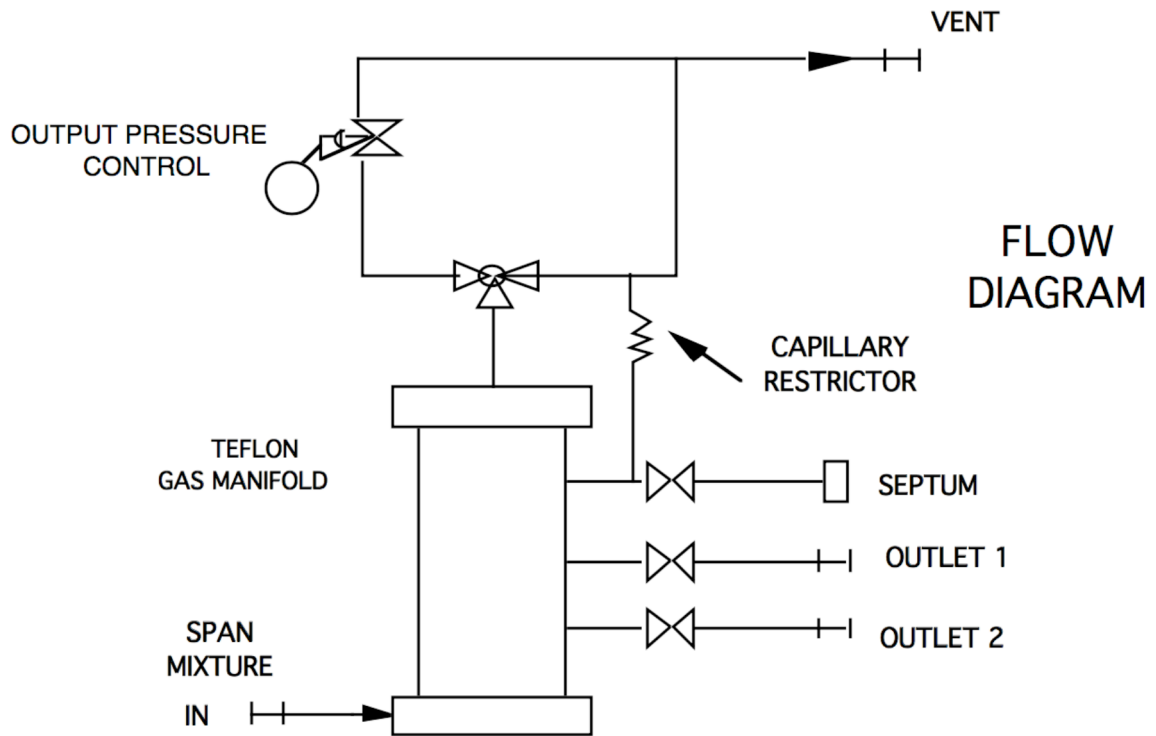 VENT
OUTPUT PRESSURE
CONTROL
FLOW
DIAGRAM
CAPILLARY
RESTRICTOR
TEFLON
GAS MANIFOLD
SEPTUM
OUTLET 1
OUTLET 2
SPAN
MIXTURE
IN